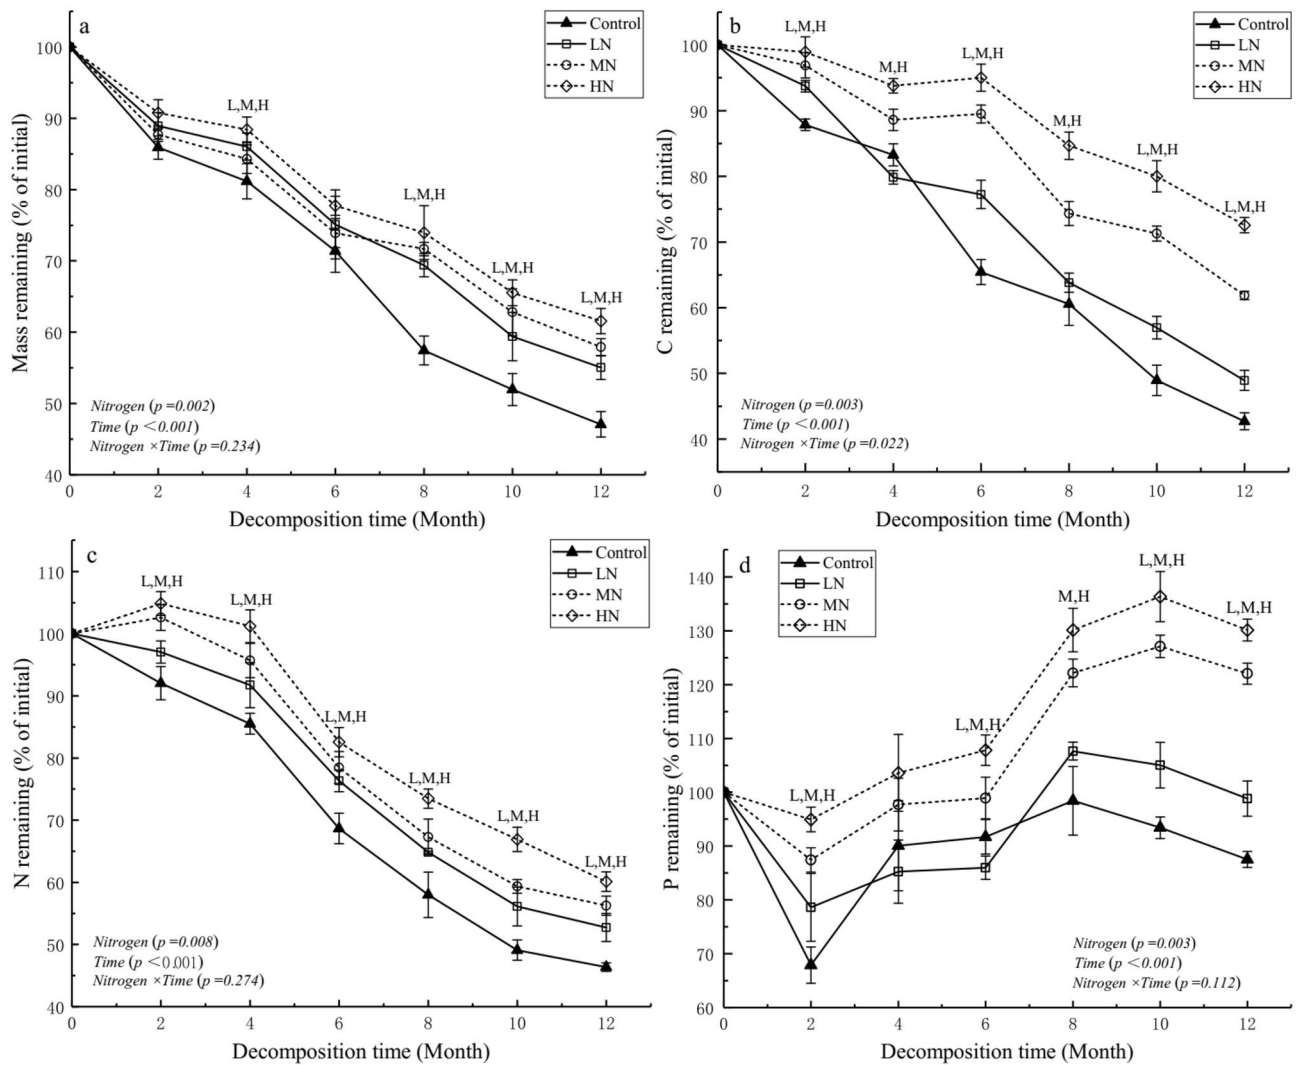 a
Control
LN
MN
HN
L,M,H
L,M,H
L,M,H
L,M,H
100
90
80
70
60
50
40
Mass remaining (% of initial)
Nitrogen (p =0.002)
Time (p <0.001)
Nitrogen ×Time (p =0.234)
0 2 4 6 8 10 12
Decomposition time (Month)
b
Control
LN
MN
HN
L,M,H
M,H
L,M,H
M,H
L,M,H
L,M,H
100
90
80
70
60
50
40
C remaining (% of initial)
Nitrogen (p =0.003)
Time (p <0.001)
Nitrogen ×Time (p =0.022)
0 2 4 6 8 10 12
Decomposition time (Month)
c
Control
LN
MN
HN
L,M,H
L,M,H
L,M,H
L,M,H
L,M,H
L,M,H
110
100
90
80
70
60
50
40
N remaining (% of initial)
Nitrogen (p =0.008)
Time (p <0.001)
Nitrogen ×Time (p =0.274)
0 2 4 6 8 10 12
Decomposition time (Month)
d
Control
LN
MN
HN
L,M,H
L,M,H
M,H
L,M,H
L,M,H
140
130
120
110
100
90
80
70
60
P remaining (% of initial)
Nitrogen (p =0.003)
Time (p <0.001)
Nitrogen ×Time (p =0.112)
0 2 4 6 8 10 12
Decomposition time (Month)